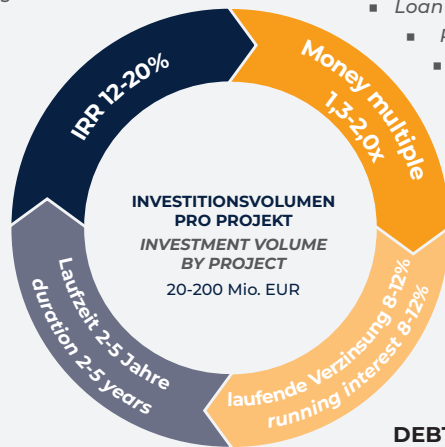 Loan
IRR 12-20%
Money multiple
1,3-2,0x
INVESTITIONSVOLUMEN
PRO PROJEKT
INVESTMENT VOLUME
BY PROJECT
20-200 Mio. EUR
Laufzeit 2-5 Jahre
duration 2-5 years
laufende Verzinsung 8-12%
running interest 8-12%
DEBT